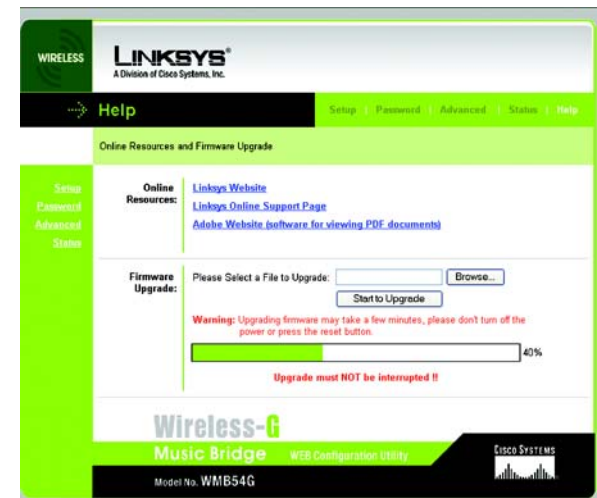 WIRELESS
LINKSYS®
A Division of Cisco Systems, Inc.
Help
Setup | Password | Advanced | Status | Help
Online Resources and Firmware Upgrade
Setup
Password
Advanced
Status
Online Resources:
Linksys Website
Linksys Online Support Page
Adobe Website (software for viewing PDF documents)
Firmware Upgrade:
Please Select a File to Upgrade:
Browse...
Start to Upgrade
Warning: Upgrading firmware may take a few minutes, please don't turn off the
power or press the reset button.
40%
Upgrade must NOT be interrupted !!
Wireless-G
Music Bridge
WEB Configuration Utility
CISCO SYSTEMS
Model No. WMB54G